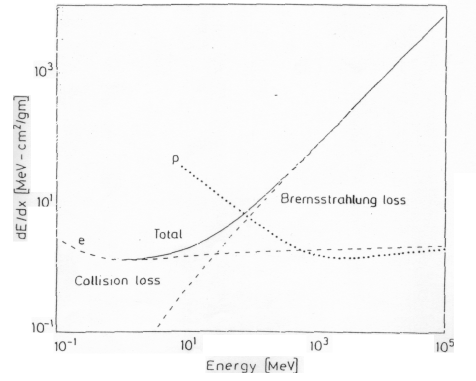 dE/dx [MeV-cm²/gm]
10³
10¹
10⁻¹
p
Bremsstrahlung loss
Total
e
Collision loss
10⁻¹ 10¹ 10³ 10⁵
Energy [MeV]